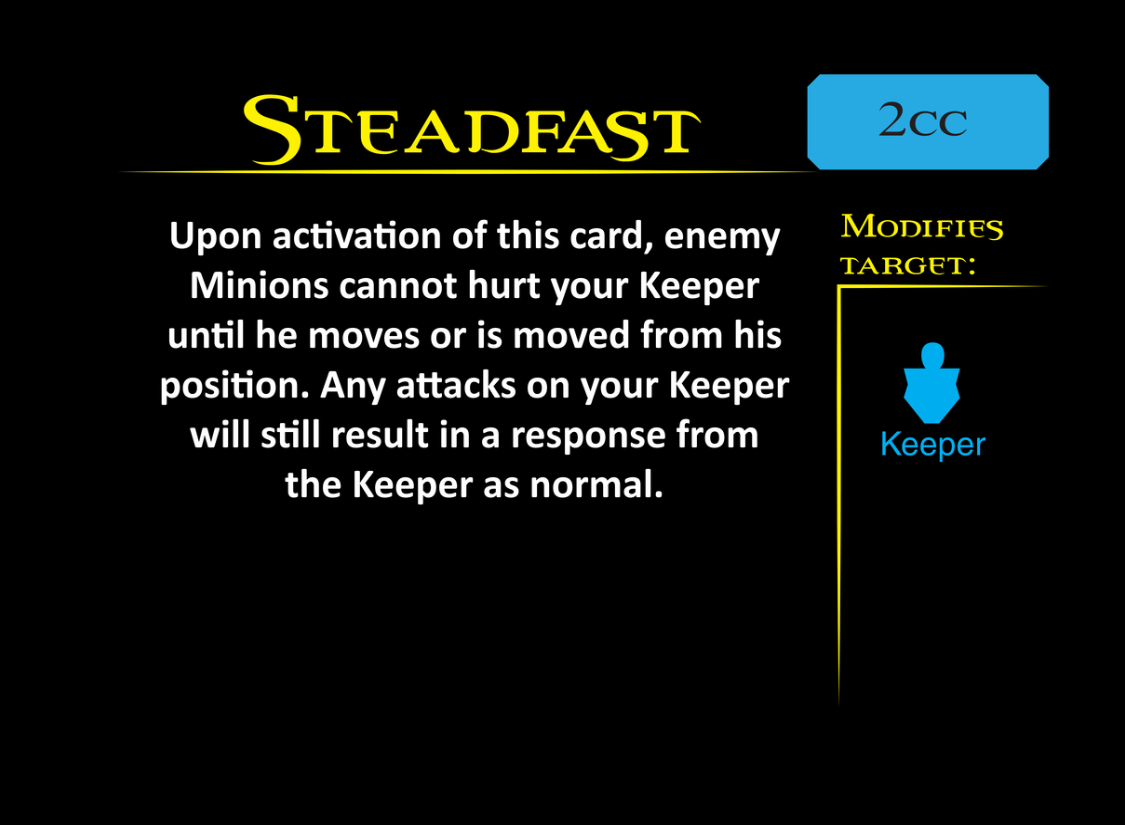 Steadfast
2cc
Upon activation of this card, enemy
Minions cannot hurt your Keeper
until he moves or is moved from his
position. Any attacks on your Keeper
will still result in a response from
the Keeper as normal.
Modifies
target:
Keeper